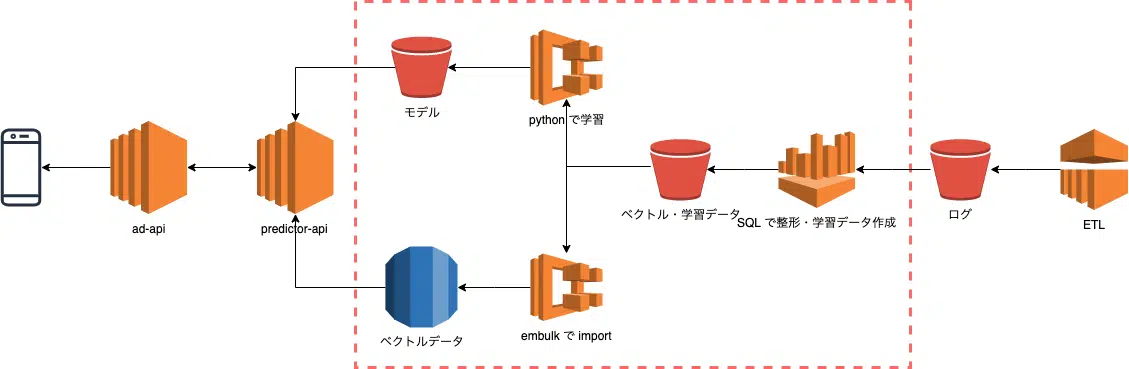 モデル
python で学習
ad-api
predictor-api
ベクトル・学習データ
SQL で整形・学習データ作成
ログ
ETL
ベクトルデータ
embulk で import